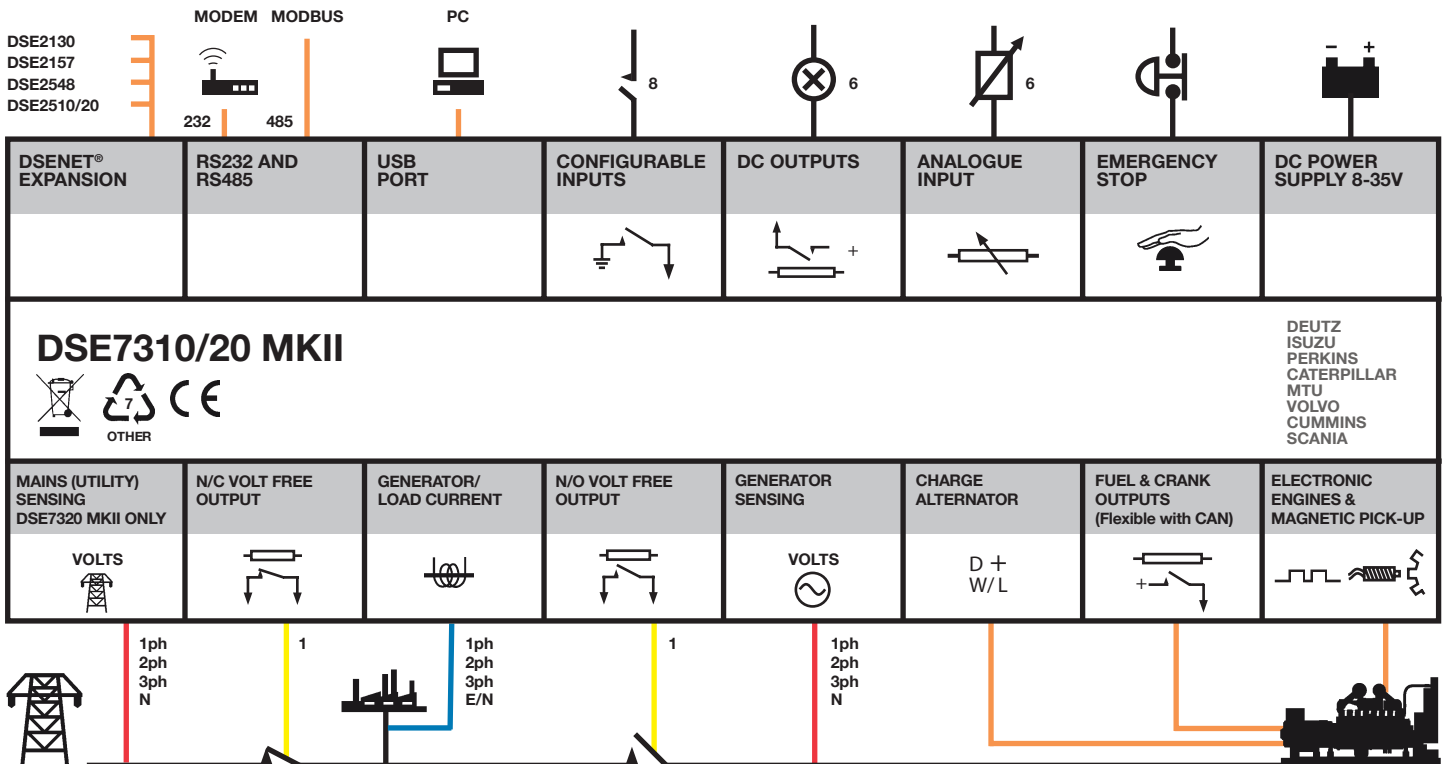 MODEM MODBUS PC
DSE2130
DSE2157
DSE2548
DSE2510/20
232 485
8
6
6
- +
DSENET®
EXPANSION
RS232 AND
RS485
USB
PORT
CONFIGURABLE
INPUTS
DC OUTPUTS
ANALOGUE
INPUT
EMERGENCY
STOP
DC POWER
SUPPLY 8-35V
+
DSE7310/20 MKII
7
OTHER
CE
DEUTZ
ISUZU
PERKINS
CATERPILLAR
MTU
VOLVO
CUMMINS
SCANIA
MAINS (UTILITY)
SENSING
DSE7320 MKII ONLY
VOLTS
N/C VOLT FREE
OUTPUT
GENERATOR/
LOAD CURRENT
N/O VOLT FREE
OUTPUT
GENERATOR
SENSING
VOLTS
CHARGE
ALTERNATOR
D +
W/L
FUEL & CRANK
OUTPUTS
(Flexible with CAN)
+
ELECTRONIC
ENGINES &
MAGNETIC PICK-UP
1ph
2ph
3ph
N
1
1ph
2ph
3ph
E/N
1
1ph
2ph
3ph
N